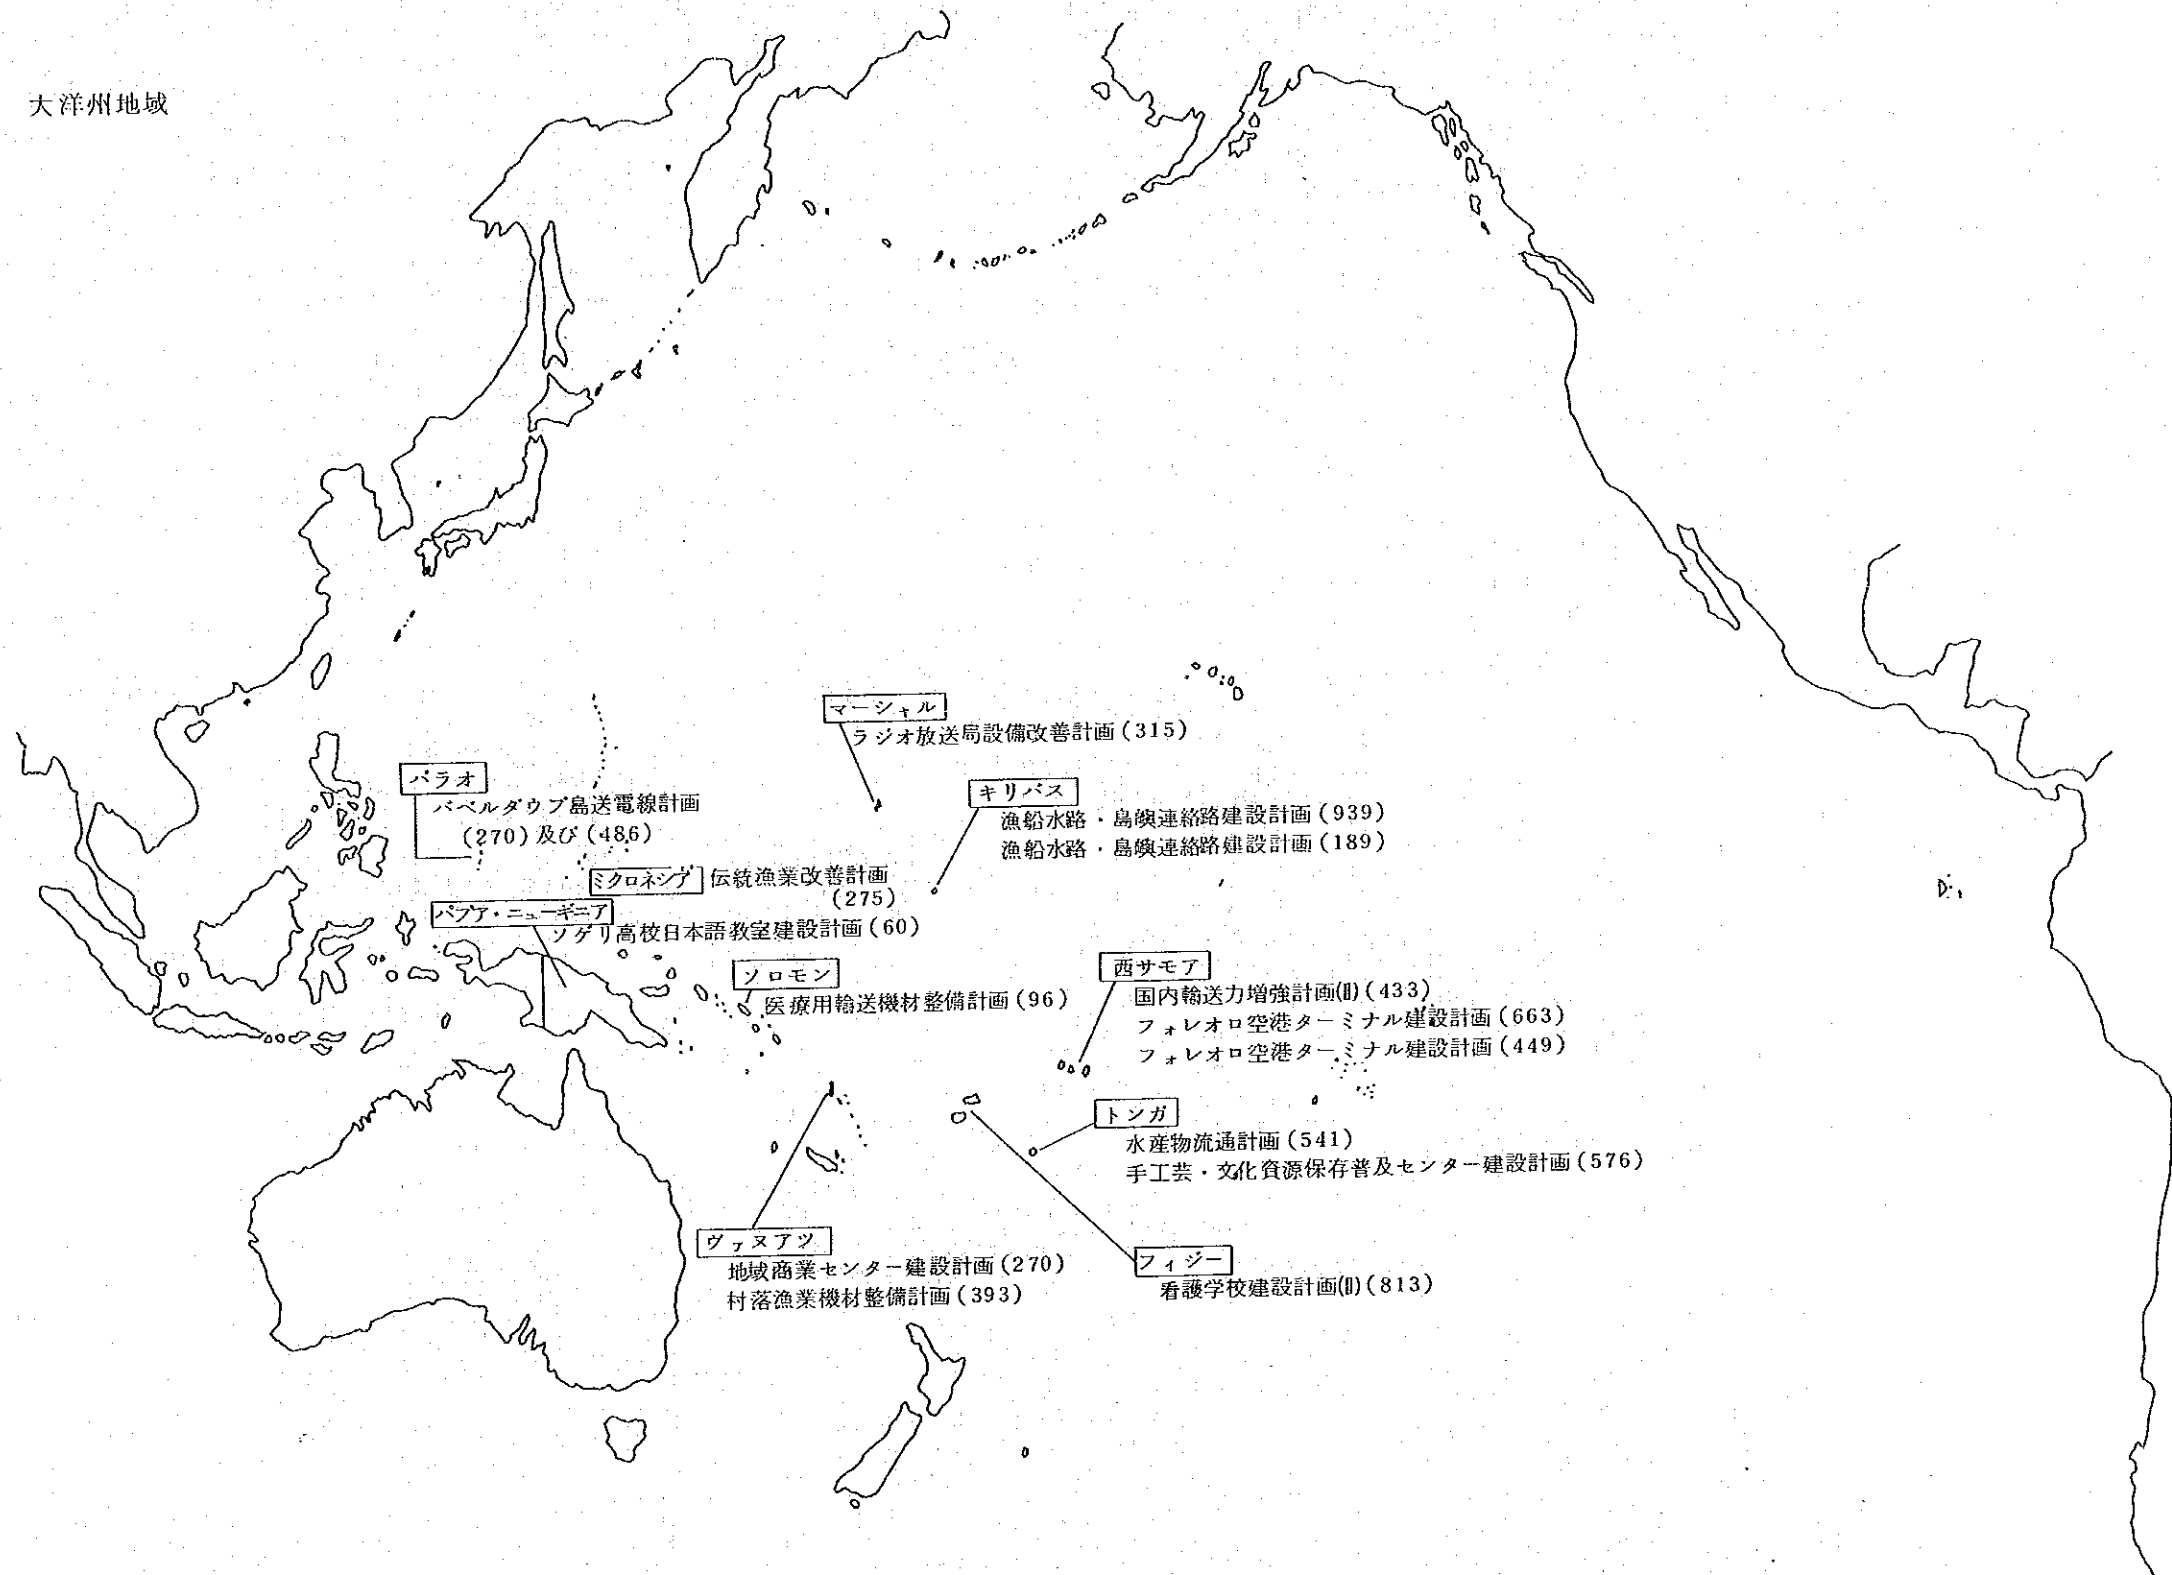 大洋州地域
マーシャル
ラジオ放送局設備改善計画(315)
パラオ
バベルダウプ島送電線計画
(270)及び(486)
キリバス
漁船水路・島嶼連絡路建設計画(939)
漁船水路・島嶼連絡路建設計画(189)
ミクロネシア 伝統漁業改善計画
(275)
パプア・ニューギニア
ソゲリ高校日本語教室建設計画(60)
ソロモン
医療用輸送機材整備計画(96)
西サモア
国内輸送力増強計画(Ⅱ)(433)
フォレオロ空港ターミナル建設計画(663)
フォレオロ空港ターミナル建設計画(449)
トンガ
水産物流通計画(541)
手工芸・文化資源保存普及センター建設計画(576)
ヴァヌアツ
地域商業センター建設計画(270)
村落漁業機材整備計画(393)
フィジー
看護学校建設計画(Ⅱ)(813)